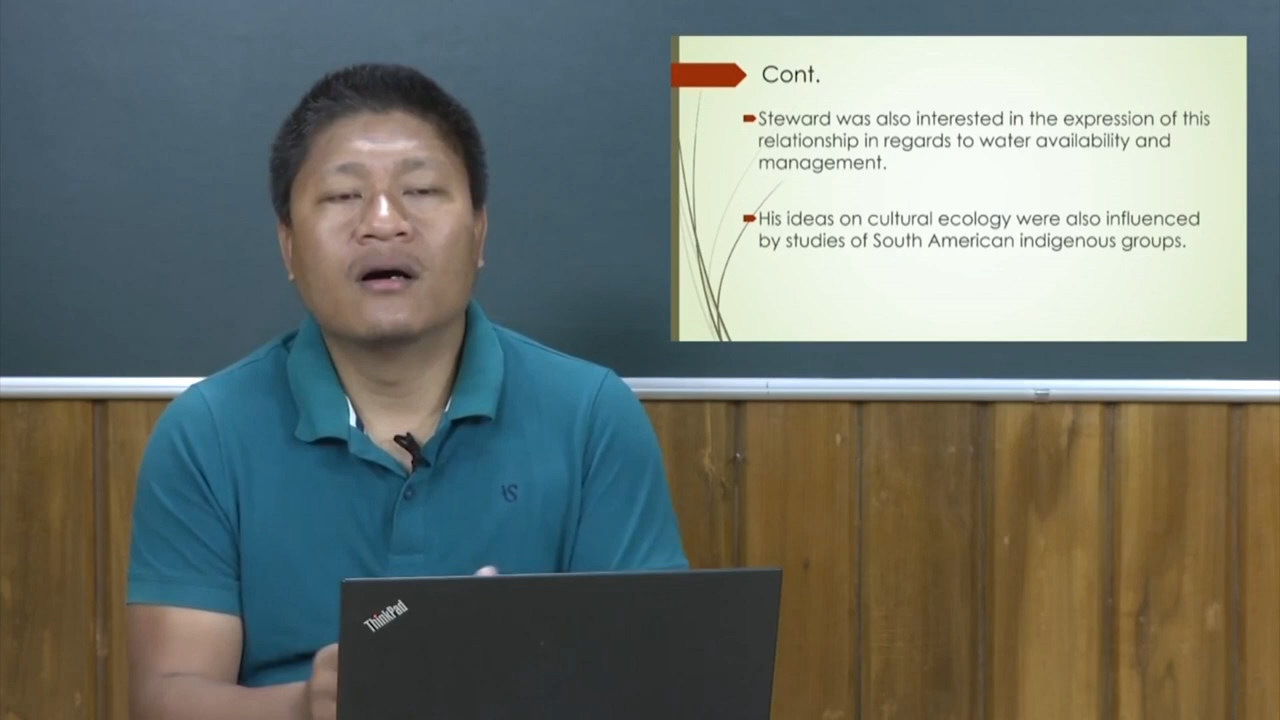 Cont.
Steward was also interested in the expression of this
relationship in regards to water availability and
management.
His ideas on cultural ecology were also influenced
by studies of South American indigenous groups.
ThinkPad